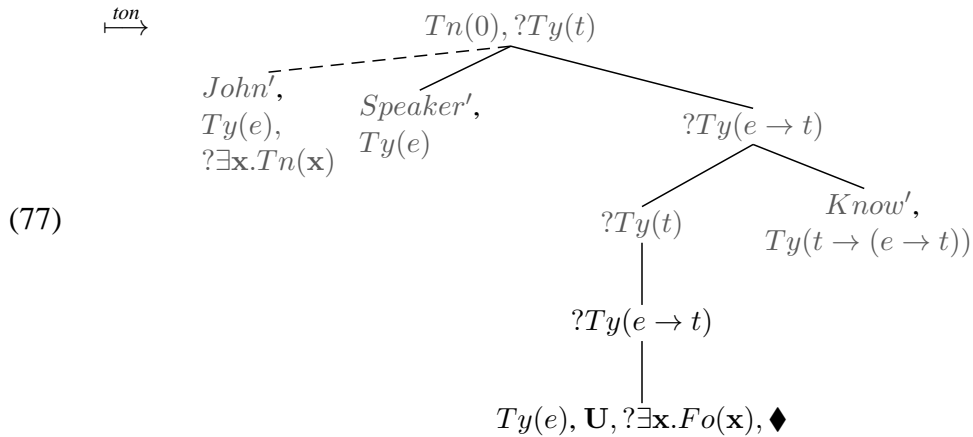 ton
⟼
Tn(0), ?Ty(t)
John′,
Ty(e),
?∃x.Tn(x)
Speaker′,
Ty(e)
?Ty(e → t)
(77)
?Ty(t)
Know′,
Ty(t → (e → t))
?Ty(e → t)
Ty(e), U, ?∃x.Fo(x), ♦